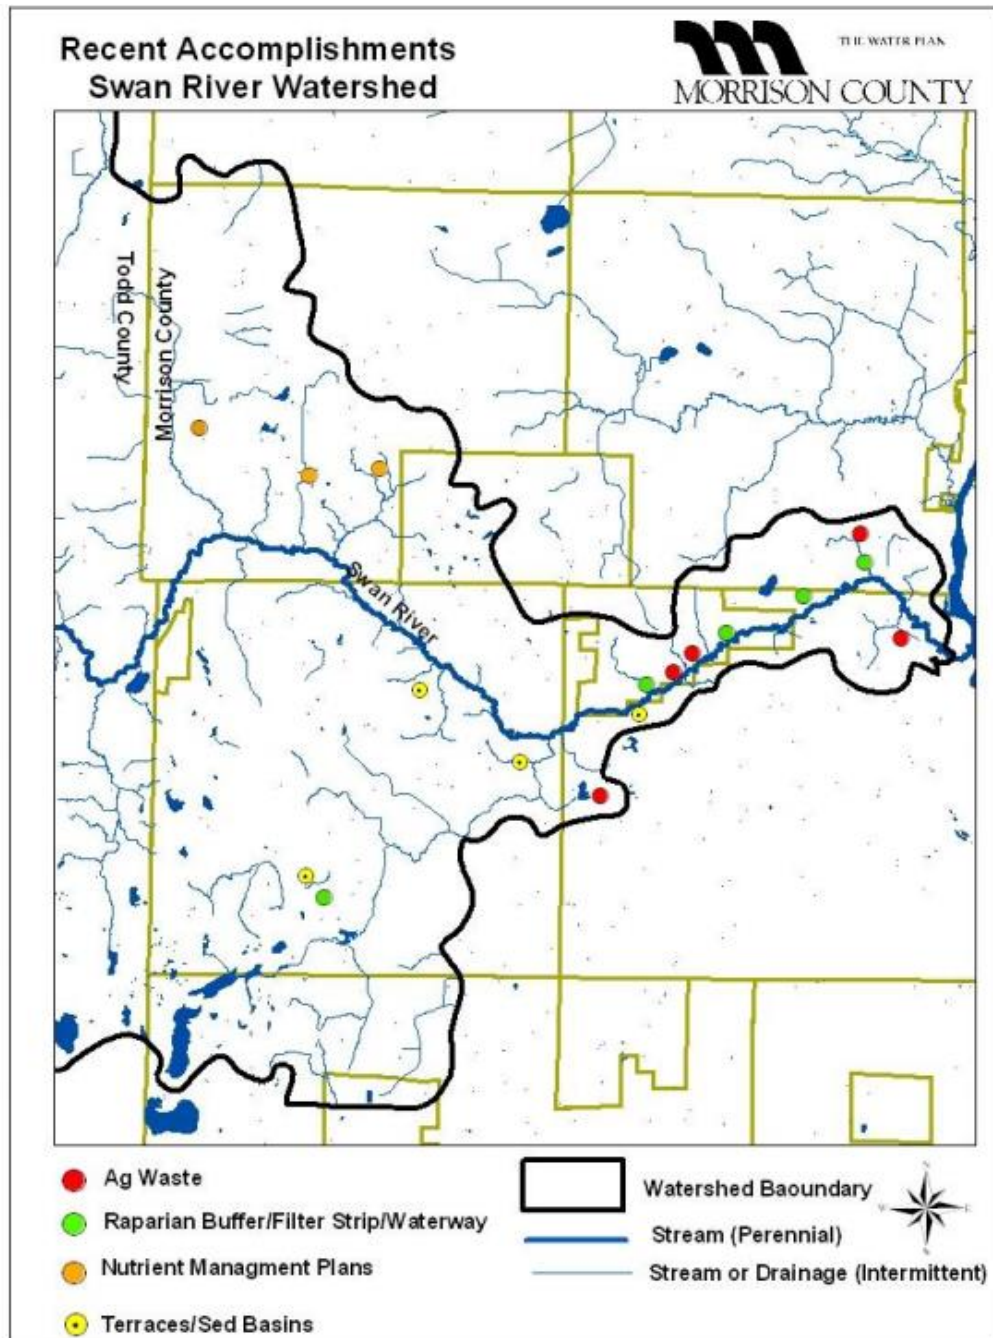 Recent Accomplishments
Swan River Watershed
THE WATER PLAN
MORRISON COUNTY
Todd County
Morrison County
Swan River
Ag Waste
Raparian Buffer/Filter Strip/Waterway
Nutrient Managment Plans
Terraces/Sed Basins
Watershed Baoundary
Stream (Perennial)
Stream or Drainage (Intermittent)
N
W
E
S